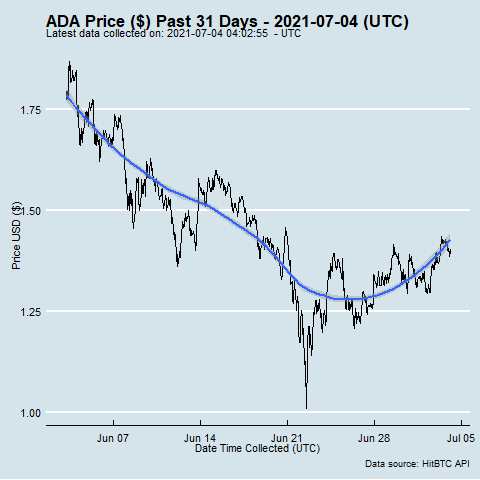 ADA Price ($) Past 31 Days - 2021-07-04 (UTC)
Latest data collected on: 2021-07-04 04:02:55 - UTC
1.75
1.50
1.25
1.00
Price USD ($)
Jun 07 Jun 14 Jun 21 Jun 28 Jul 05
Date Time Collected (UTC)
Data source: HitBTC API